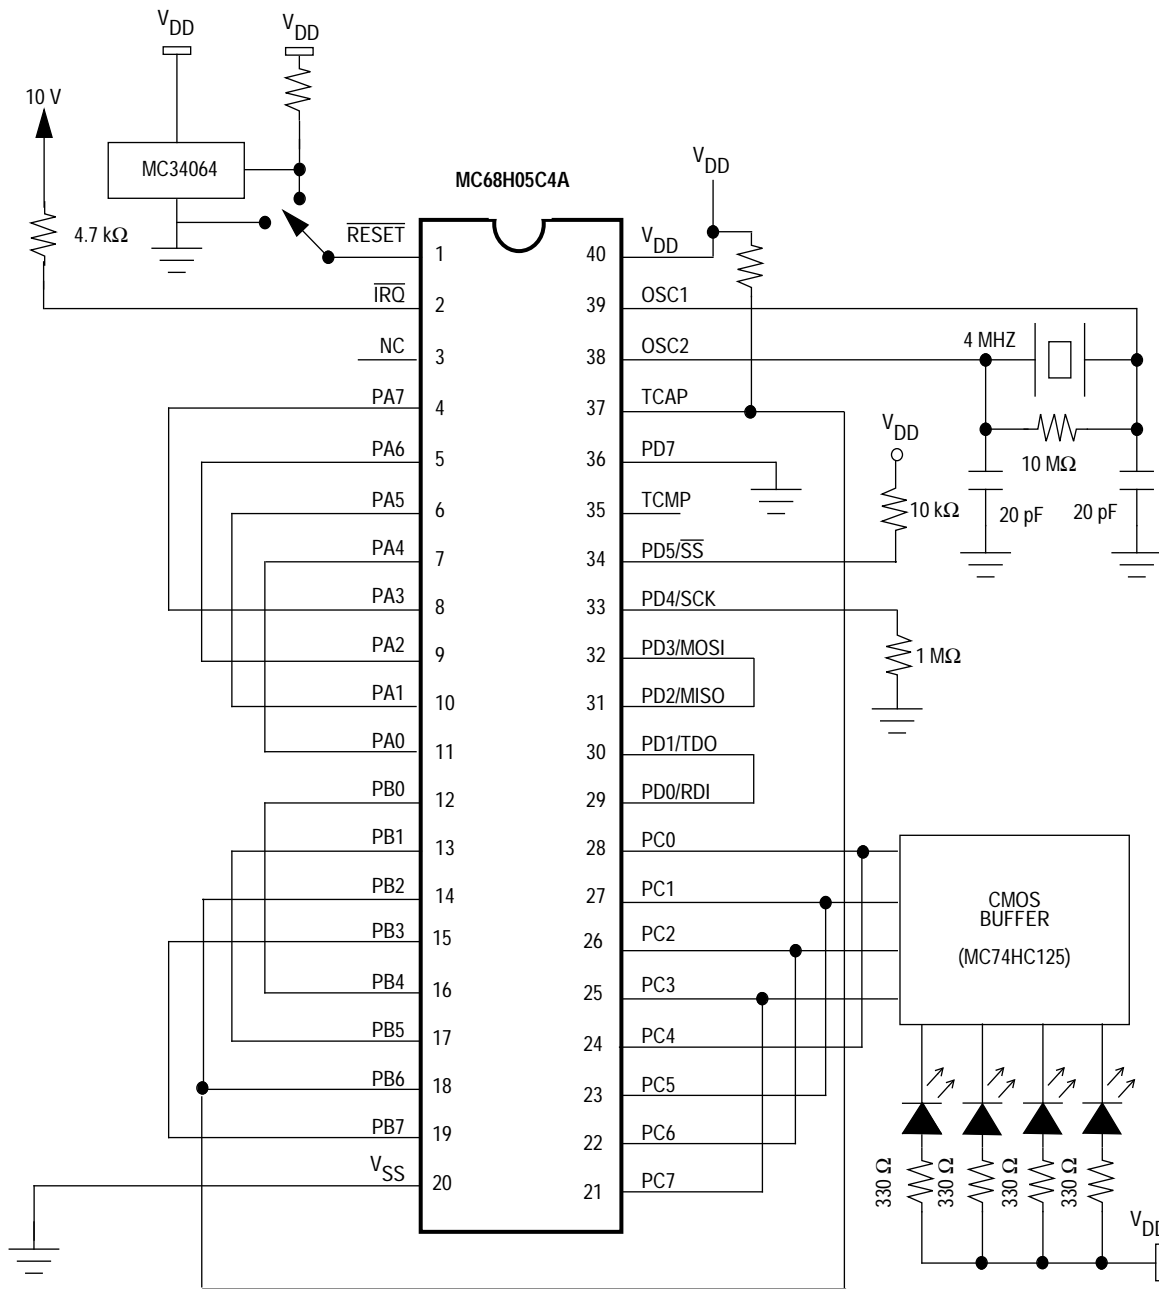 VDD
VDD
10 V
MC34064
4.7 kΩ
MC68H05C4A
VDD
RESET
1
IRQ
2
NC
3
PA7
4
PA6
5
PA5
6
PA4
7
PA3
8
PA2
9
PA1
10
PA0
11
PB0
12
PB1
13
PB2
14
PB3
15
PB4
16
PB5
17
PB6
18
PB7
19
VSS
20
40
VDD
39
OSC1
38
OSC2
37
TCAP
36
PD7
35
TCMP
34
PD5/SS
33
PD4/SCK
32
PD3/MOSI
31
PD2/MISO
30
PD1/TDO
29
PD0/RDI
28
PC0
27
PC1
26
PC2
25
PC3
24
PC4
23
PC5
22
PC6
21
PC7
4 MHZ
10 MΩ
20 pF
20 pF
VDD
10 kΩ
1 MΩ
CMOS
BUFFER
(MC74HC125)
330 Ω
330 Ω
330 Ω
330 Ω
VDD